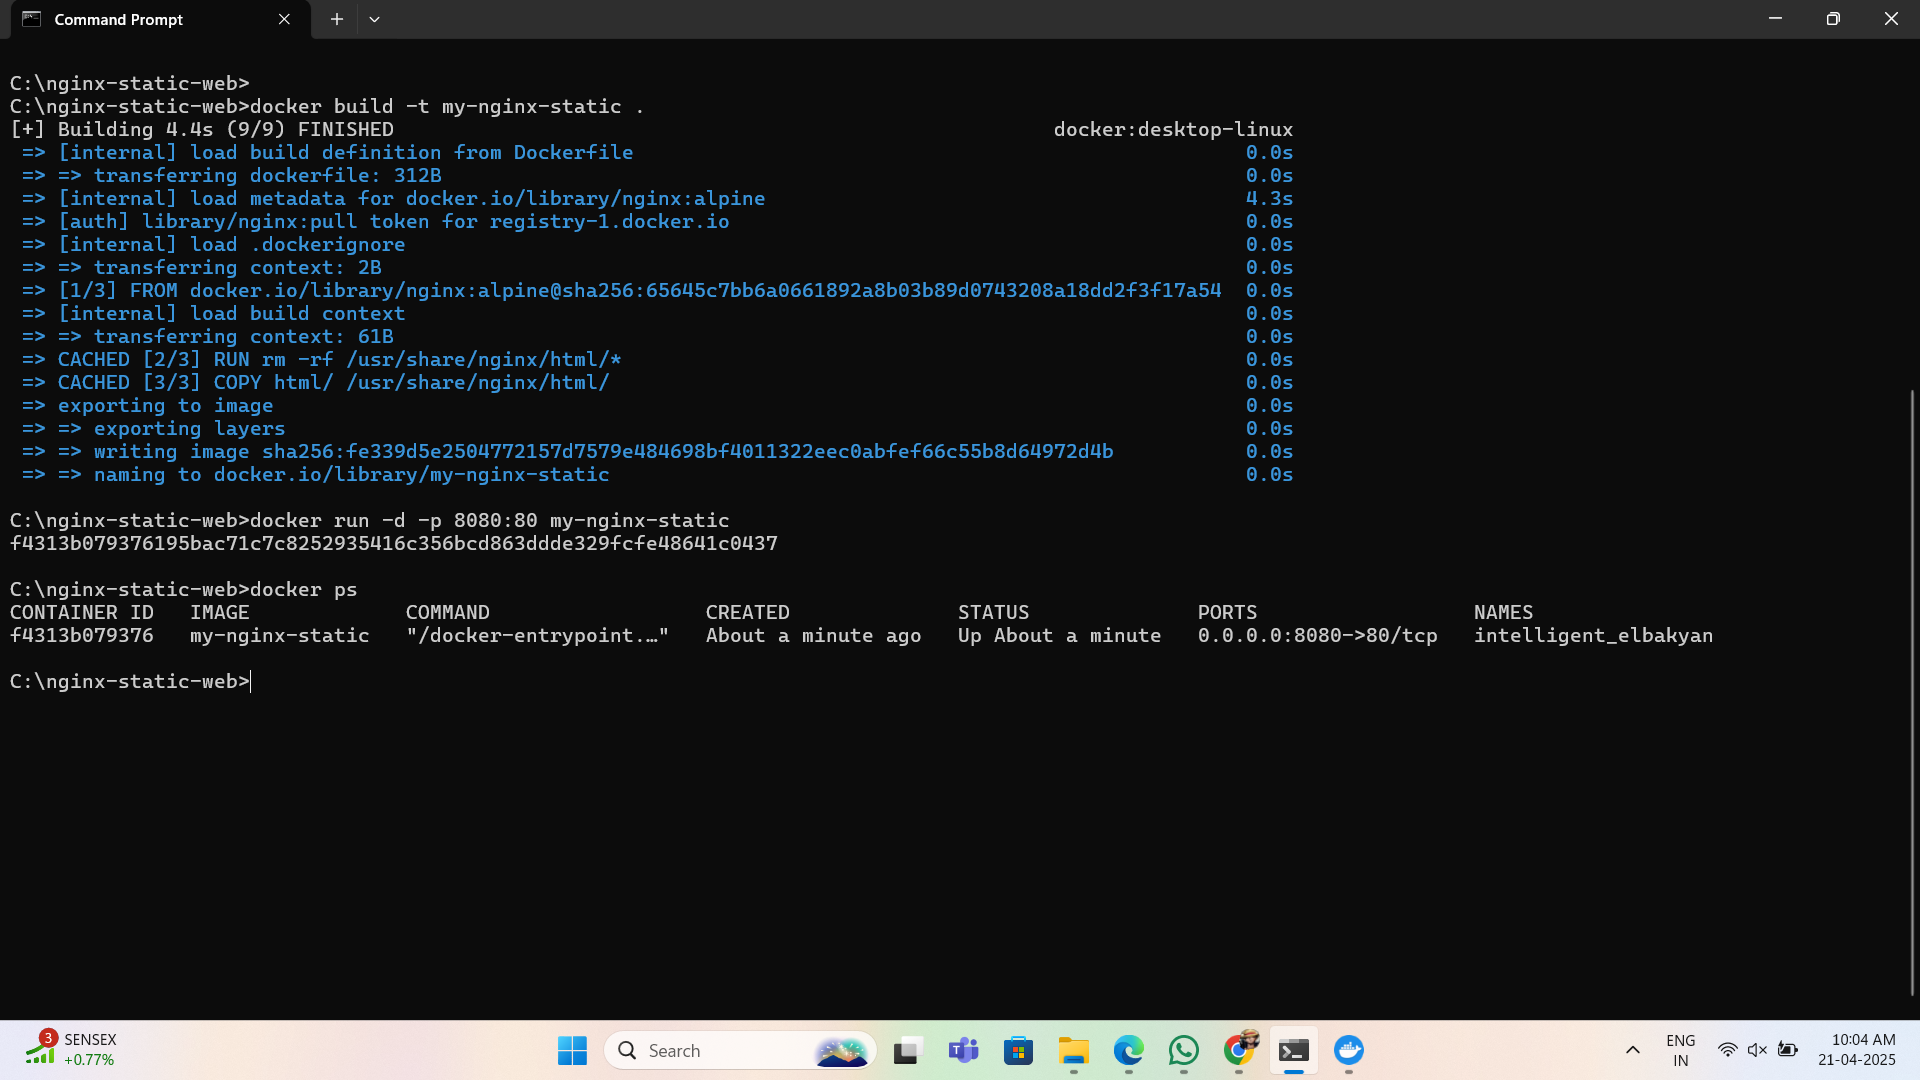 Command Prompt
C:\nginx-static-web>
C:\nginx-static-web>docker build -t my-nginx-static .
[+] Building 4.4s (9/9) FINISHED docker:desktop-linux
=> [internal] load build definition from Dockerfile 0.0s
=> => transferring dockerfile: 312B 0.0s
=> [internal] load metadata for docker.io/library/nginx:alpine 4.3s
=> [auth] library/nginx:pull token for registry-1.docker.io 0.0s
=> [internal] load .dockerignore 0.0s
=> => transferring context: 2B 0.0s
=> [1/3] FROM docker.io/library/nginx:alpine@sha256:65645c7bb6a0661892a8b03b89d0743208a18dd2f3f17a54 0.0s
=> [internal] load build context 0.0s
=> => transferring context: 61B 0.0s
=> CACHED [2/3] RUN rm -rf /usr/share/nginx/html/* 0.0s
=> CACHED [3/3] COPY html/ /usr/share/nginx/html/ 0.0s
=> exporting to image 0.0s
=> => exporting layers 0.0s
=> => writing image sha256:fe339d5e2504772157d7579e484698bf4011322eec0abfef66c55b8d64972d4b 0.0s
=> => naming to docker.io/library/my-nginx-static 0.0s
C:\nginx-static-web>docker run -d -p 8080:80 my-nginx-static
f4313b079376195bac71c7c8252935416c356bcd863ddde329fcfe48641c0437
C:\nginx-static-web>docker ps
CONTAINER ID IMAGE COMMAND CREATED STATUS PORTS NAMES
f4313b079376 my-nginx-static "/docker-entrypoint.…" About a minute ago Up About a minute 0.0.0.0:8080->80/tcp intelligent_elbakyan
C:\nginx-static-web>
3 SENSEX
+0.77%
Search
ENG
IN
10:04 AM
21-04-2025